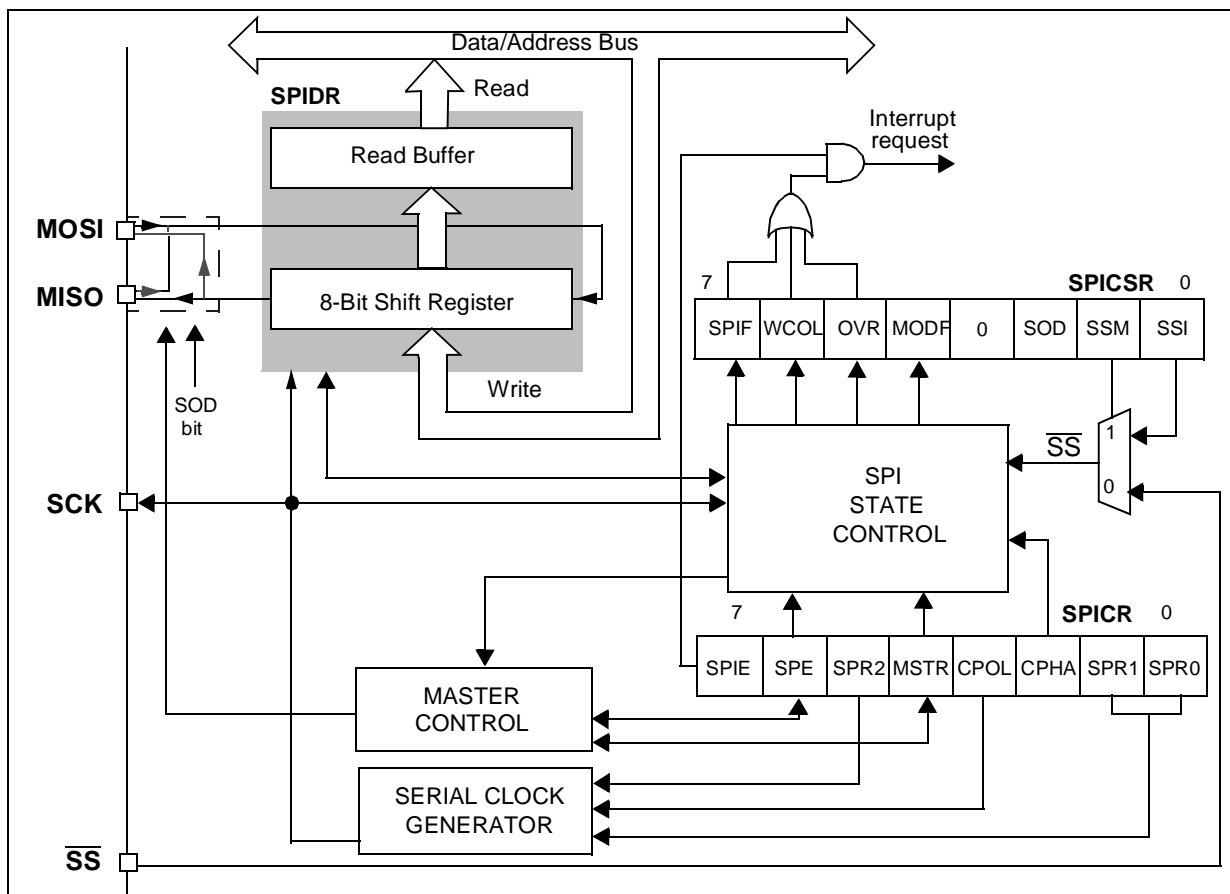 Data/Address Bus
SPIDR
Read
Interrupt
request
Read Buffer
MOSI
MISO
8-Bit Shift Register
7
SPICSR
0
SPIF
WCOL
OVR
MODF
0
SOD
SSM
SSI
Write
SOD
bit
1
SS
0
SCK
SPI
STATE
CONTROL
7
SPICR
0
SPIE
SPE
SPR2
MSTR
CPOL
CPHA
SPR1
SPR0
MASTER
CONTROL
SERIAL CLOCK
GENERATOR
SS